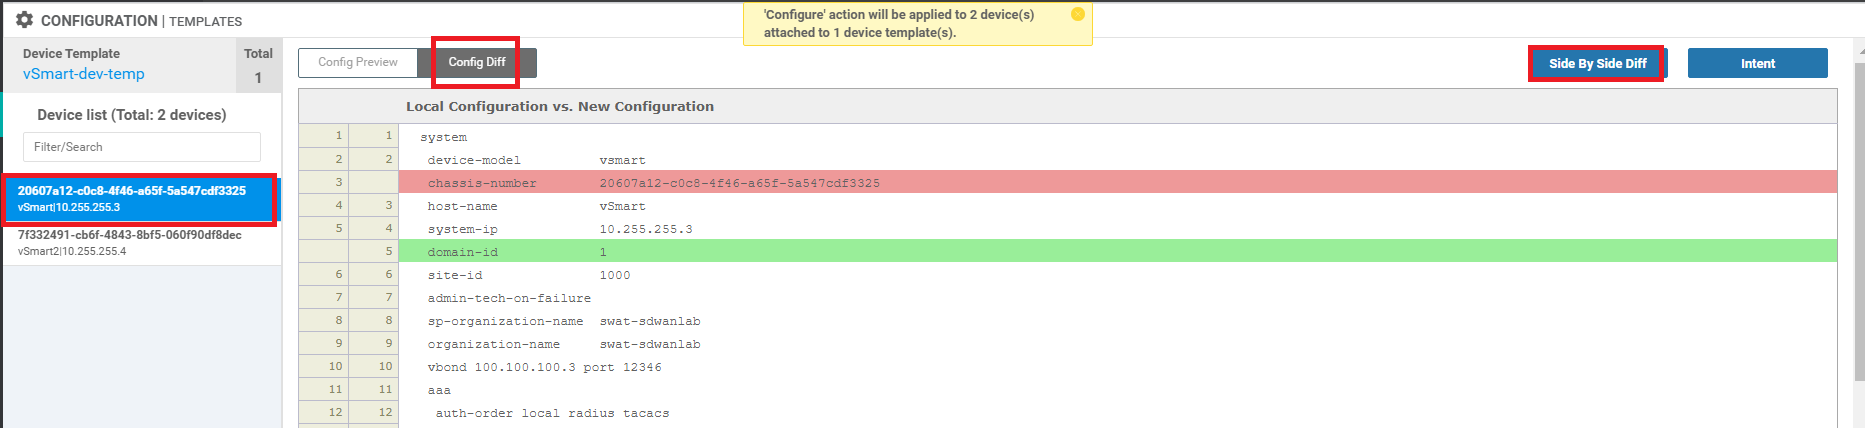 CONFIGURATION | TEMPLATES
'Configure' action will be applied to 2 device(s)
attached to 1 device template(s).
Device Template
vSmart-dev-temp
Total
1
Device list (Total: 2 devices)
Filter/Search
20607a12-c0c8-4f46-a65f-5a547cdf3325
vSmart|10.255.255.3
7f332491-cb6f-4843-8bf5-060f90df8dec
vSmart2|10.255.255.4
Config Preview
Config Diff
Side By Side Diff
Intent
Local Configuration vs. New Configuration
1 1 system
2 2 device-model vsmart
3 chassis-number 20607a12-c0c8-4f46-a65f-5a547cdf3325
4 3 host-name vSmart
5 4 system-ip 10.255.255.3
5 domain-id 1
6 6 site-id 1000
7 7 admin-tech-on-failure
8 8 sp-organization-name swat-sdwanlab
9 9 organization-name swat-sdwanlab
10 10 vbond 100.100.100.3 port 12346
11 11 aaa
12 12 auth-order local radius tacacs